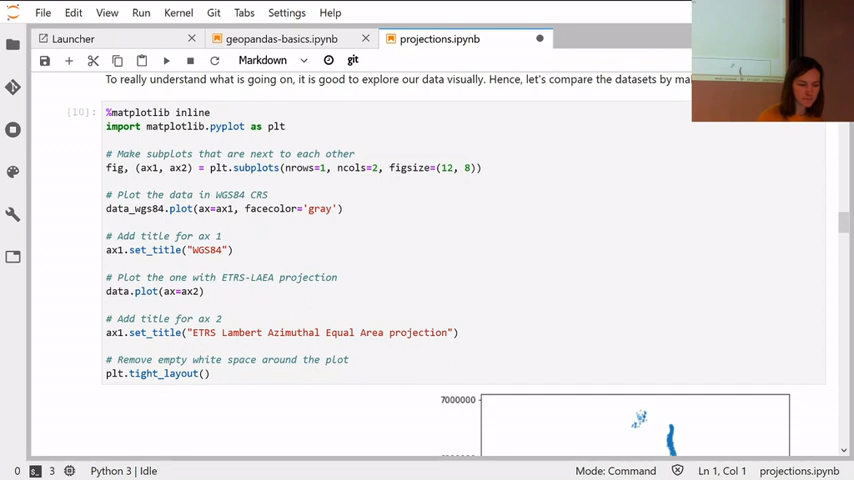 File Edit View Run Kernel Git Tabs Settings Help
Launcher
geopandas-basics.ipynb
projections.ipynb
Markdown
git
To really understand what is going on, it is good to explore our data visually. Hence, let's compare the datasets by ma
[10]:
%matplotlib inline
import matplotlib.pyplot as plt
# Make subplots that are next to each other
fig, (ax1, ax2) = plt.subplots(nrows=1, ncols=2, figsize=(12, 8))
# Plot the data in WGS84 CRS
data_wgs84.plot(ax=ax1, facecolor='gray')
# Add title for ax 1
ax1.set_title("WGS84")
# Plot the one with ETRS-LAEA projection
data.plot(ax=ax2)
# Add title for ax 2
ax1.set_title("ETRS Lambert Azimuthal Equal Area projection")
# Remove empty white space around the plot
plt.tight_layout()
7000000
0 3 Python 3 | Idle Mode: Command Ln 1, Col 1 projections.ipynb